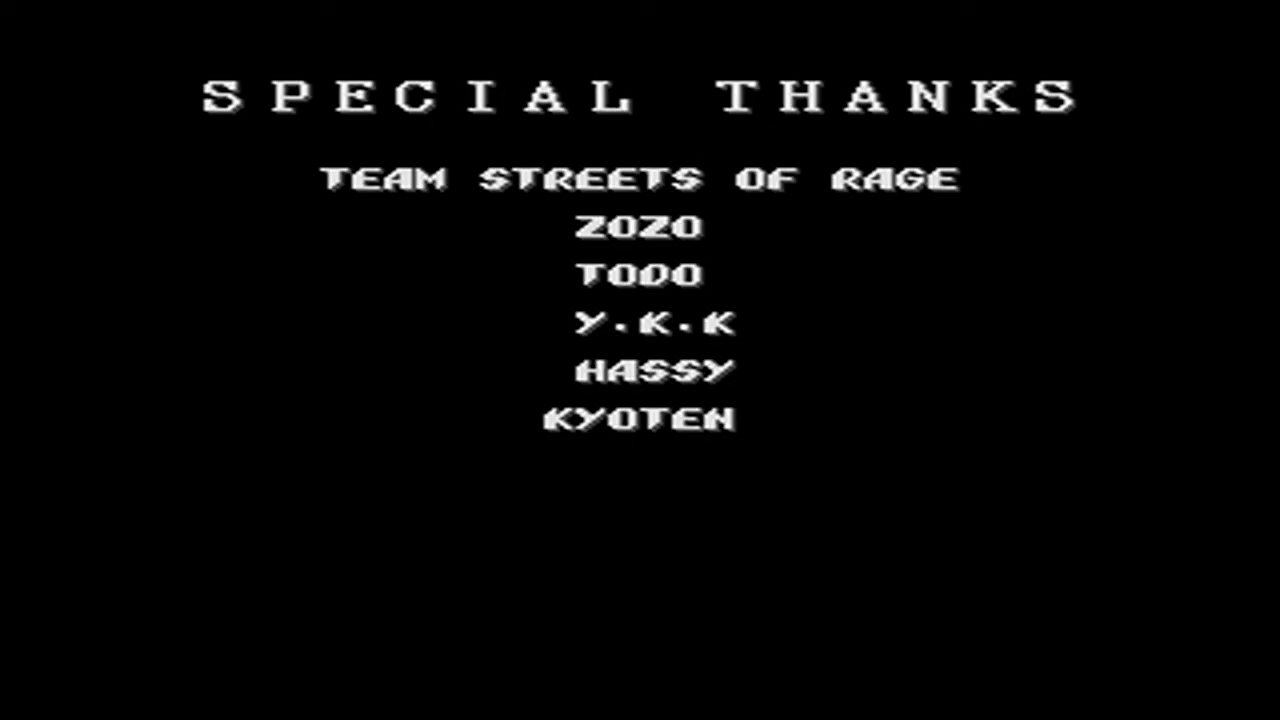 SPECIAL THANKS
TEAM STREETS OF RAGE
ZOZO
TODO
Y.K.K
HASSY
KYOTEN